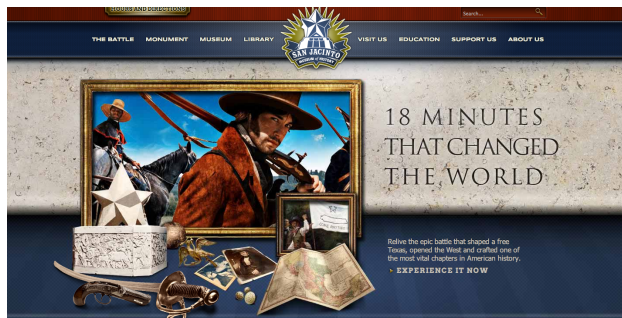 HOURS AND DIRECTIONS
Search...
THE BATTLE MONUMENT MUSEUM LIBRARY VISIT US EDUCATION SUPPORT US ABOUT US
SAN JACINTO
MUSEUM of HISTORY
18 MINUTES
THAT CHANGED
THE WORLD
Relive the epic battle that shaped a free
Texas, opened the West and crafted one of
the most vital chapters in American history.
EXPERIENCE IT NOW